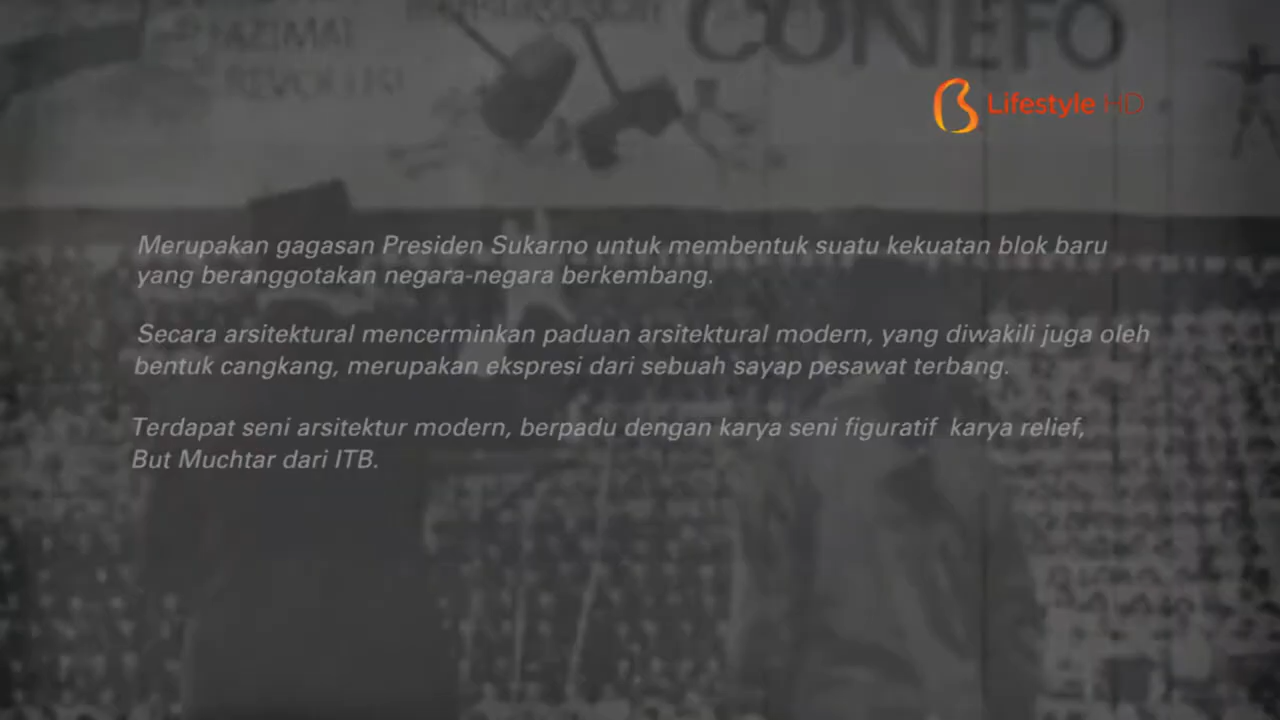 CONEFO
REVOLUSI
Lifestyle HD
Merupakan gagasan Presiden Sukarno untuk membentuk suatu kekuatan blok baru
yang beranggotakan negara-negara berkembang.
Secara arsitektural mencerminkan paduan arsitektural modern, yang diwakili juga oleh
bentuk cangkang, merupakan ekspresi dari sebuah sayap pesawat terbang.
Terdapat seni arsitektur modern, berpadu dengan karya seni figuratif karya relief,
But Muchtar dari ITB.